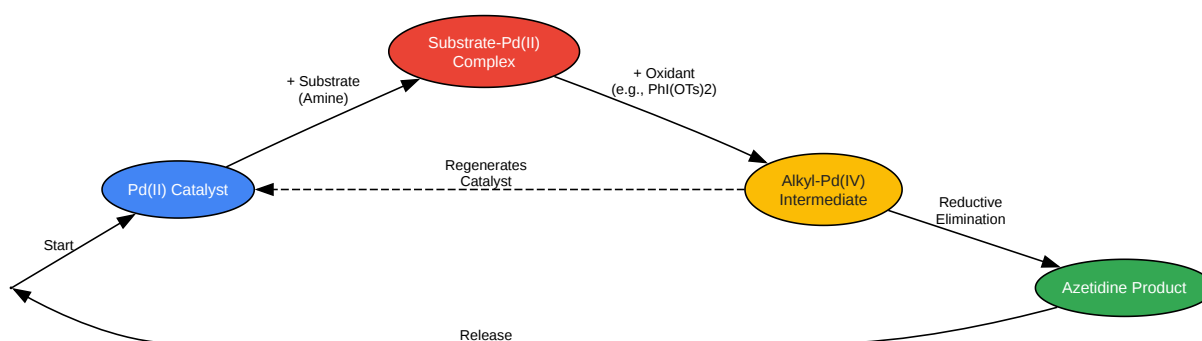 Substrate-Pd(II)
Complex
+ Substrate
(Amine)
+ Oxidant
(e.g., PhI(OTs)2)
Regenerates
Catalyst
Pd(II) Catalyst
Alkyl-Pd(IV)
Intermediate
Reductive
Elimination
Start
Azetidine Product
Release